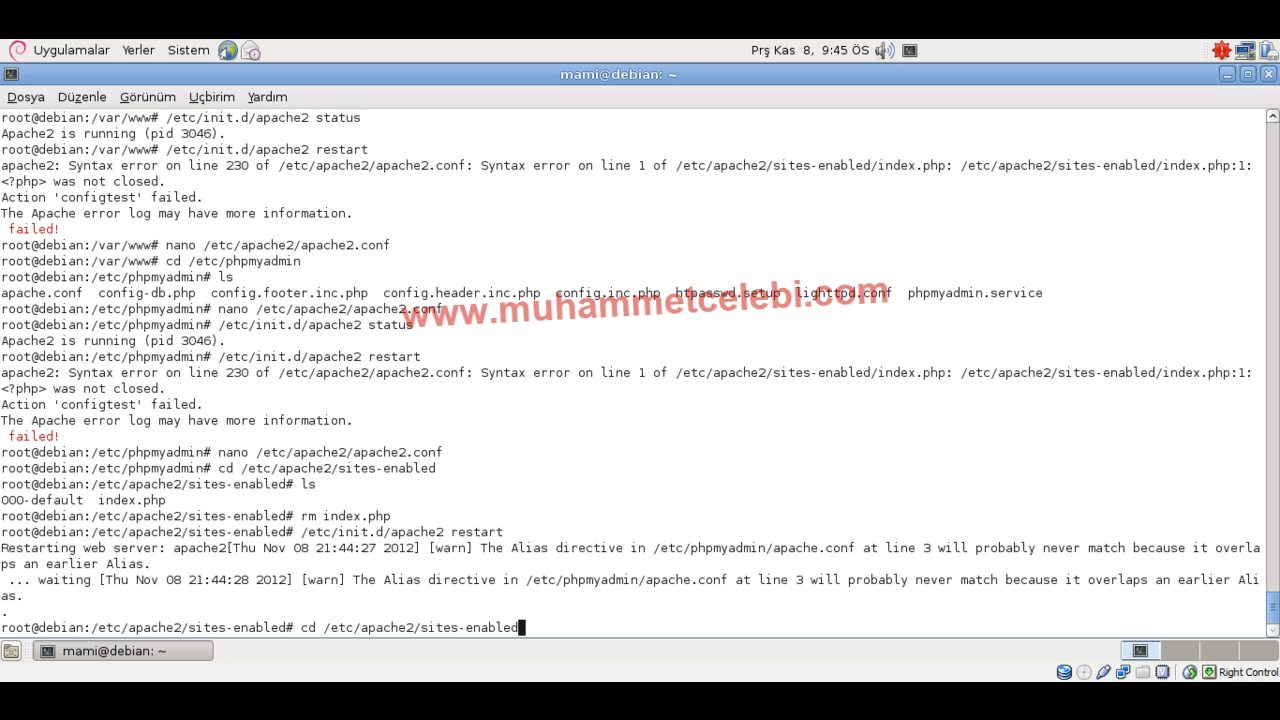 Uygulamalar Yerler Sistem Prş Kas 8, 9:45 ÖS
mami@debian: ~
Dosya Düzenle Görünüm Uçbirim Yardım
root@debian:/var/www# /etc/init.d/apache2 status
Apache2 is running (pid 3046).
root@debian:/var/www# /etc/init.d/apache2 restart
apache2: Syntax error on line 230 of /etc/apache2/apache2.conf: Syntax error on line 1 of /etc/apache2/sites-enabled/index.php: /etc/apache2/sites-enabled/index.php:1:
<?php> was not closed.
Action 'configtest' failed.
The Apache error log may have more information.
failed!
root@debian:/var/www# nano /etc/apache2/apache2.conf
root@debian:/var/www# cd /etc/phpmyadmin
root@debian:/etc/phpmyadmin# ls
apache.conf config-db.php config.footer.inc.php config.header.inc.php config.inc.php htpasswd.setup lighttpd.conf phpmyadmin.service
www.muhammetcelebi.com
root@debian:/etc/phpmyadmin# nano /etc/apache2/apache2.conf
root@debian:/etc/phpmyadmin# /etc/init.d/apache2 status
Apache2 is running (pid 3046).
root@debian:/etc/phpmyadmin# /etc/init.d/apache2 restart
apache2: Syntax error on line 230 of /etc/apache2/apache2.conf: Syntax error on line 1 of /etc/apache2/sites-enabled/index.php: /etc/apache2/sites-enabled/index.php:1:
<?php> was not closed.
Action 'configtest' failed.
The Apache error log may have more information.
failed!
root@debian:/etc/phpmyadmin# nano /etc/apache2/apache2.conf
root@debian:/etc/phpmyadmin# cd /etc/apache2/sites-enabled
root@debian:/etc/apache2/sites-enabled# ls
000-default index.php
root@debian:/etc/apache2/sites-enabled# rm index.php
root@debian:/etc/apache2/sites-enabled# /etc/init.d/apache2 restart
Restarting web server: apache2[Thu Nov 08 21:44:27 2012] [warn] The Alias directive in /etc/phpmyadmin/apache.conf at line 3 will probably never match because it overla
ps an earlier Alias.
... waiting [Thu Nov 08 21:44:28 2012] [warn] The Alias directive in /etc/phpmyadmin/apache.conf at line 3 will probably never match because it overlaps an earlier Ali
as.
.
root@debian:/etc/apache2/sites-enabled# cd /etc/apache2/sites-enabled
mami@debian: ~
Right Control